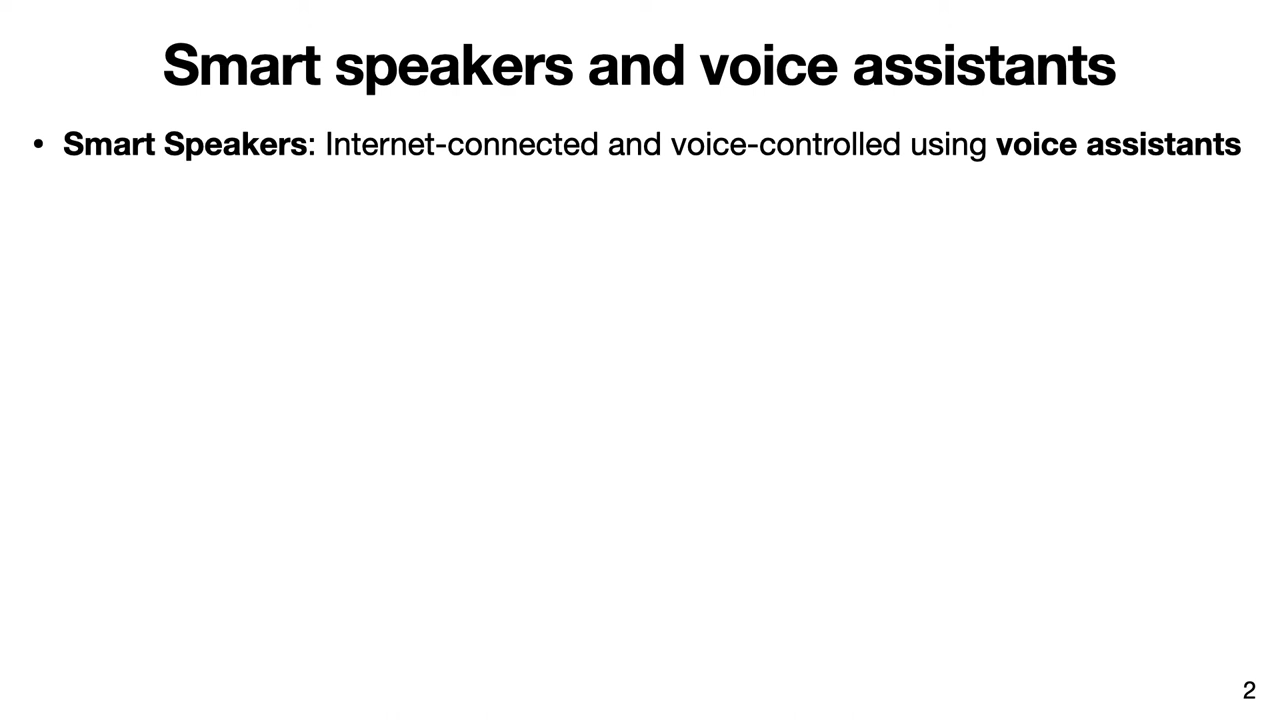 Smart speakers and voice assistants
• Smart Speakers: Internet-connected and voice-controlled using voice assistants
2